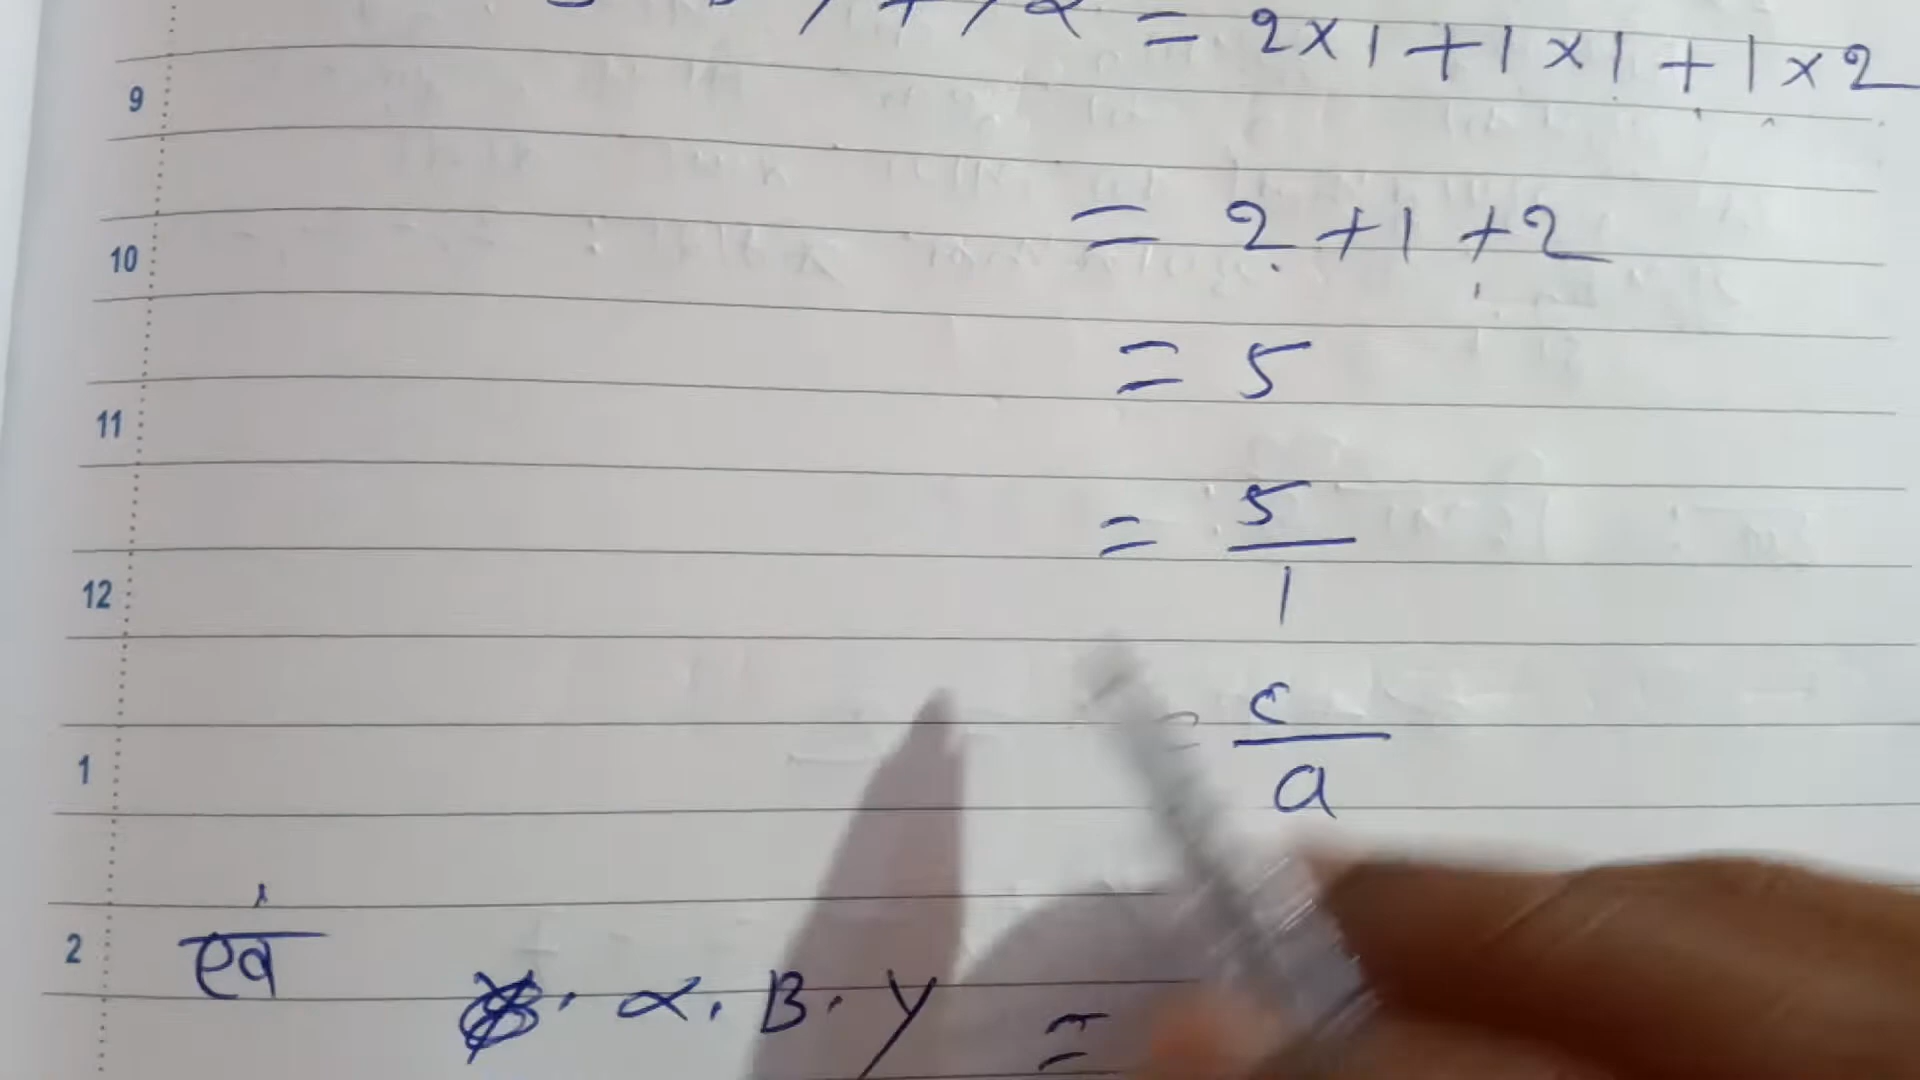 + γα = 2×1+1×1+1×2
9
= 2+1+2
10
= 5
11
= 5/1
12
= c/a
1
एवं
2
. α. B. γ =